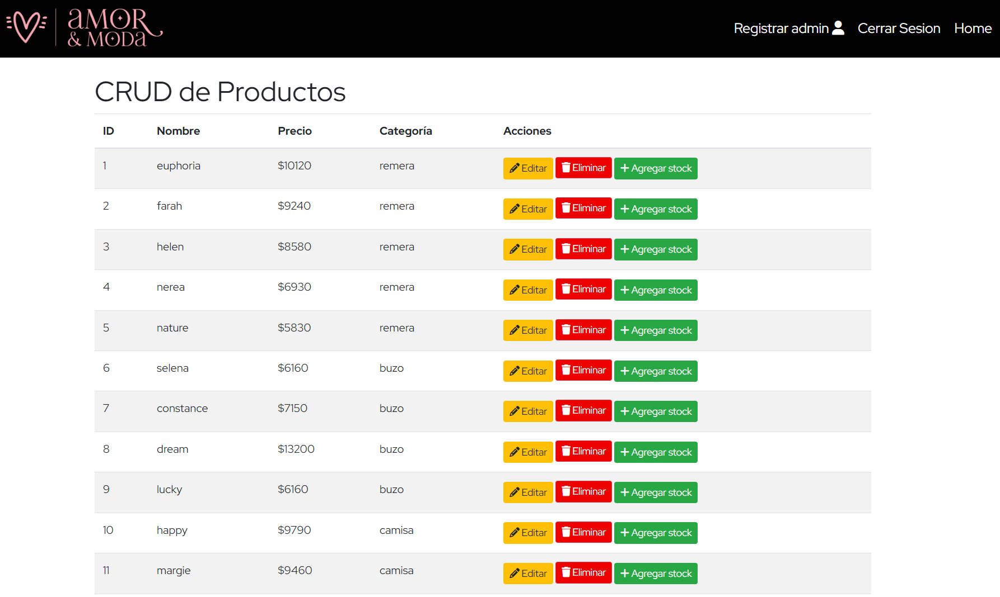 AMOR
& MODA
Registrar admin Cerrar Sesion Home
CRUD de Productos
ID Nombre Precio Categoría Acciones
1 euphoria $10120 remera Editar Eliminar + Agregar stock
2 farah $9240 remera Editar Eliminar + Agregar stock
3 helen $8580 remera Editar Eliminar + Agregar stock
4 nerea $6930 remera Editar Eliminar + Agregar stock
5 nature $5830 remera Editar Eliminar + Agregar stock
6 selena $6160 buzo Editar Eliminar + Agregar stock
7 constance $7150 buzo Editar Eliminar + Agregar stock
8 dream $13200 buzo Editar Eliminar + Agregar stock
9 lucky $6160 buzo Editar Eliminar + Agregar stock
10 happy $9790 camisa Editar Eliminar + Agregar stock
11 margie $9460 camisa Editar Eliminar + Agregar stock